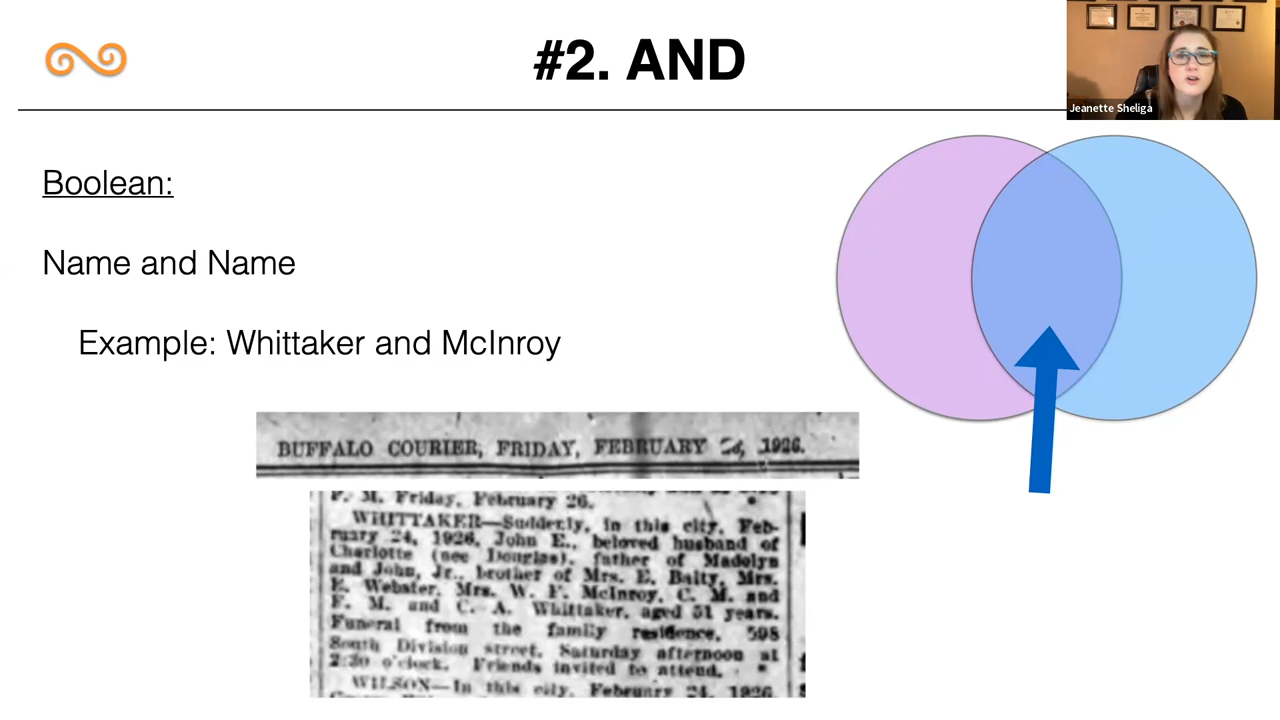 #2. AND
Jeanette Sheliga
Boolean:
Name and Name
Example: Whittaker and McInroy
BUFFALO COURIER, FRIDAY, FEBRUARY 26, 1926.
P. M. Friday, February 26.
WHITTAKER—Suddenly, in this city, Feb-
ruary 24, 1926, John E., beloved husband of
Charlotte (nee Douglas), father of Madelyn
and John, Jr., brother of Mrs. E. Balty, Mrs.
E. Webster, Mrs. W. F. McInroy, C. M. and
F. M. and C. A. Whittaker, aged 51 years.
Funeral from the family residence, 598
South Division street, Saturday afternoon at
2:30 o'clock. Friends invited to attend.
WILSON—In this city, February 24, 1926